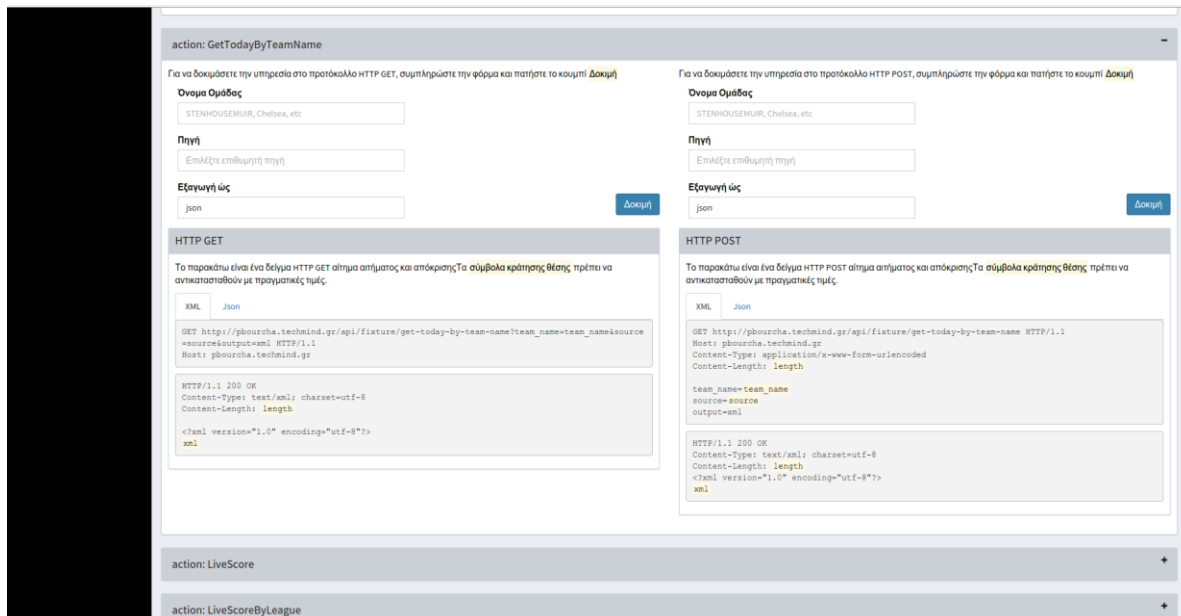 action: GetTodayByTeamName
-
Για να δοκιμάσετε την υπηρεσία στο πρωτόκολλο HTTP GET, συμπληρώστε την φόρμα και πατήστε το κουμπί Δοκιμή
Όνομα Ομάδας
STENHOUSEMUIR, Chelsea, etc
Πηγή
Επιλέξτε επιθυμητή πηγή
Εξαγωγή ώς
json
Δοκιμή
HTTP GET
Το παρακάτω είναι ένα δείγμα HTTP GET αίτημα αιτήματος και απόκρισηςΤα σύμβολα κράτησης θέσης πρέπει να
αντικατασταθούν με πραγματικές τιμές.
XML Json
GET http://pbourcha.techmind.gr/api/fixture/get-today-by-team-name?team_name=team_name&source
=source&output=xml HTTP/1.1
Host: pbourcha.techmind.gr
HTTP/1.1 200 OK
Content-Type: text/xml; charset=utf-8
Content-Length: length
<?xml version="1.0" encoding="utf-8"?>
xml
Για να δοκιμάσετε την υπηρεσία στο πρωτόκολλο HTTP POST, συμπληρώστε την φόρμα και πατήστε το κουμπί Δοκιμή
Όνομα Ομάδας
STENHOUSEMUIR, Chelsea, etc
Πηγή
Επιλέξτε επιθυμητή πηγή
Εξαγωγή ώς
json
Δοκιμή
HTTP POST
Το παρακάτω είναι ένα δείγμα HTTP POST αίτημα αιτήματος και απόκρισηςΤα σύμβολα κράτησης θέσης πρέπει να
αντικατασταθούν με πραγματικές τιμές.
XML Json
GET http://pbourcha.techmind.gr/api/fixture/get-today-by-team-name HTTP/1.1
Host: pbourcha.techmind.gr
Content-Type: application/x-www-form-urlencoded
Content-Length: length
team_name=team_name
source=source
output=xml
HTTP/1.1 200 OK
Content-Type: text/xml; charset=utf-8
Content-Length: length
<?xml version="1.0" encoding="utf-8"?>
xml
action: LiveScore
+
action: LiveScoreByLeague
+